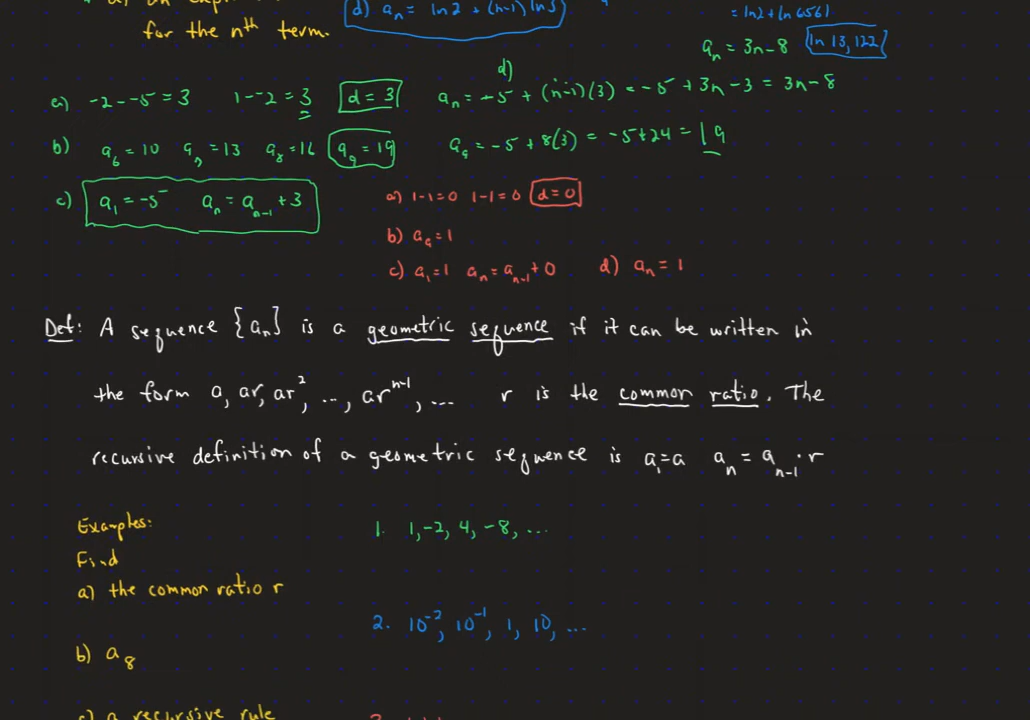 for the nth term.
d) aₙ = ln 2 + (n-1) ln 3
= ln 2 + ln 6561
aₙ = 3n - 8 ln 13,122
a) -2 - -5 = 3 1 - -2 = 3 d = 3
d)
aₙ = -5 + (n-1)(3) = -5 + 3n - 3 = 3n - 8
b) a₆ = 10 a₇ = 13 a₈ = 16 a₉ = 19
a₉ = -5 + 8(3) = -5 + 24 = 19
c) a₁ = -5 aₙ = aₙ₋₁ + 3
a) 1-1=0 1-1=0 d=0
b) a₉ = 1
c) a₁ = 1 aₙ = aₙ₋₁ + 0 d) aₙ = 1
Def: A sequence {aₙ} is a geometric sequence if it can be written in
the form a, ar, ar², ..., arⁿ⁻¹, ... r is the common ratio. The
recursive definition of a geometric sequence is a₁ = a aₙ = aₙ₋₁ · r
Examples:
Find
a) the common ratio r
b) a₈
c) a recursive rule
1. 1, -2, 4, -8, ...
2. 10⁻², 10⁻¹, 1, 10, ...